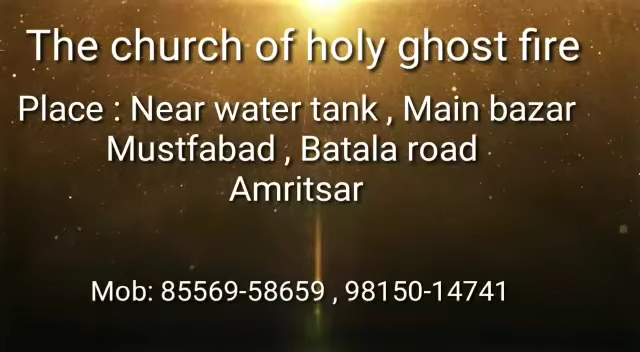 The church of holy ghost fire
Place : Near water tank , Main bazar
Mustfabad , Batala road
Amritsar
Mob: 85569-58659 , 98150-14741